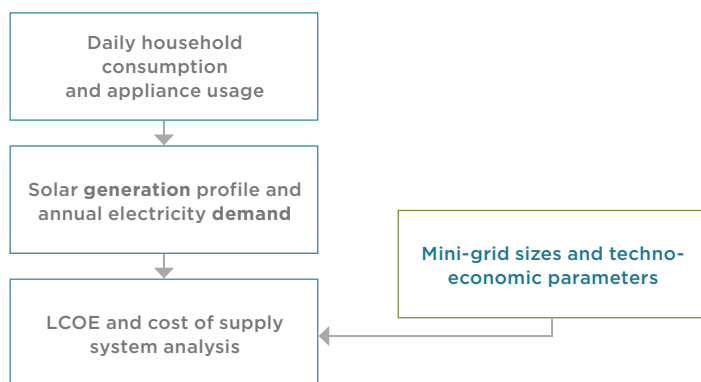 Daily household
consumption
and appliance usage
Solar generation profile and
annual electricity demand
Mini-grid sizes and techno-
economic parameters
LCOE and cost of supply
system analysis